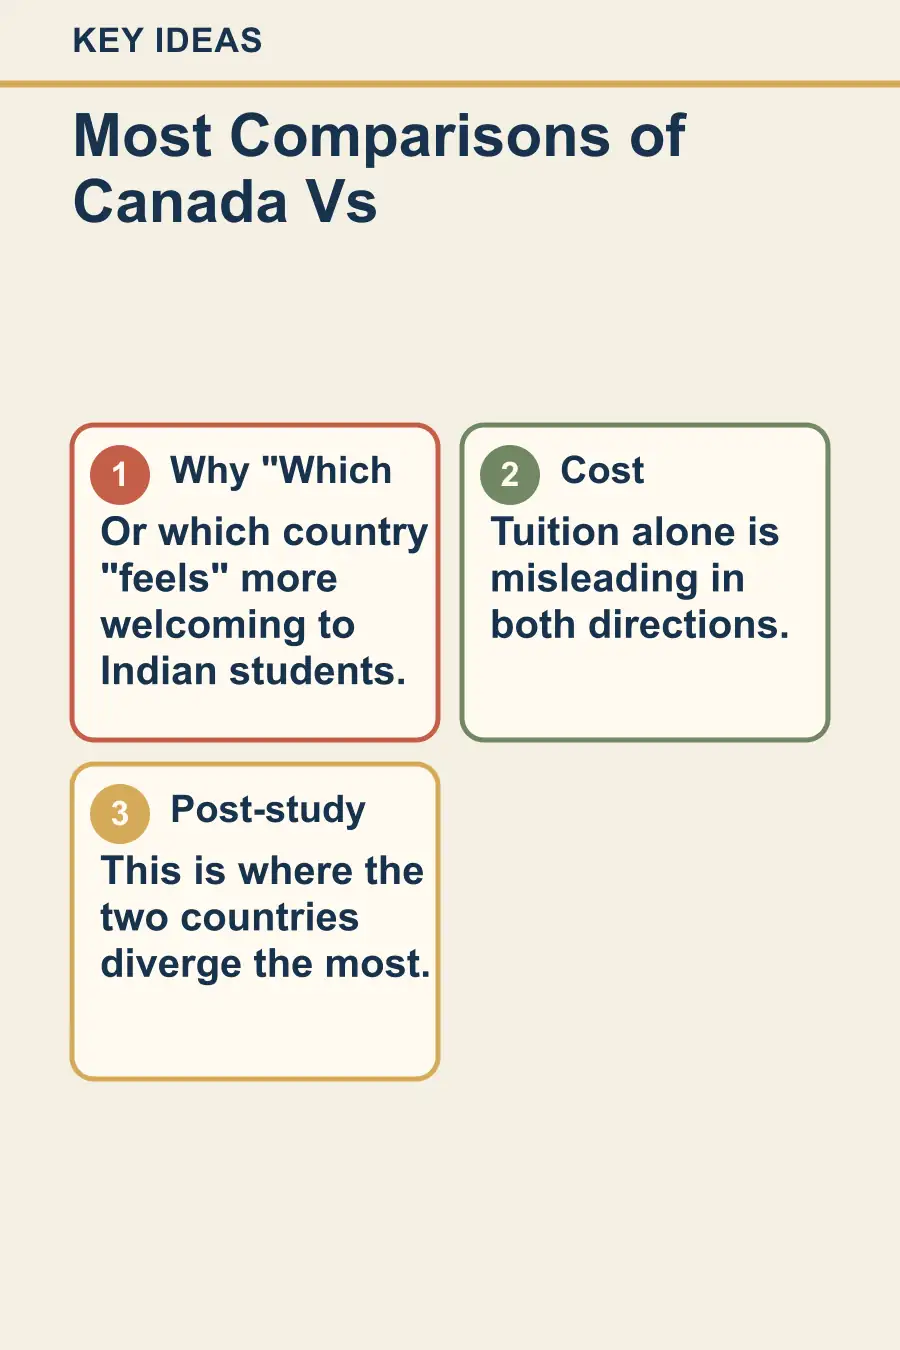 KEY IDEAS
Most Comparisons of
Canada Vs
1 Why "Which
Or which country
"feels" more
welcoming to
Indian students.
2 Cost
Tuition alone is
misleading in
both directions.
3 Post-study
This is where the
two countries
diverge the most.